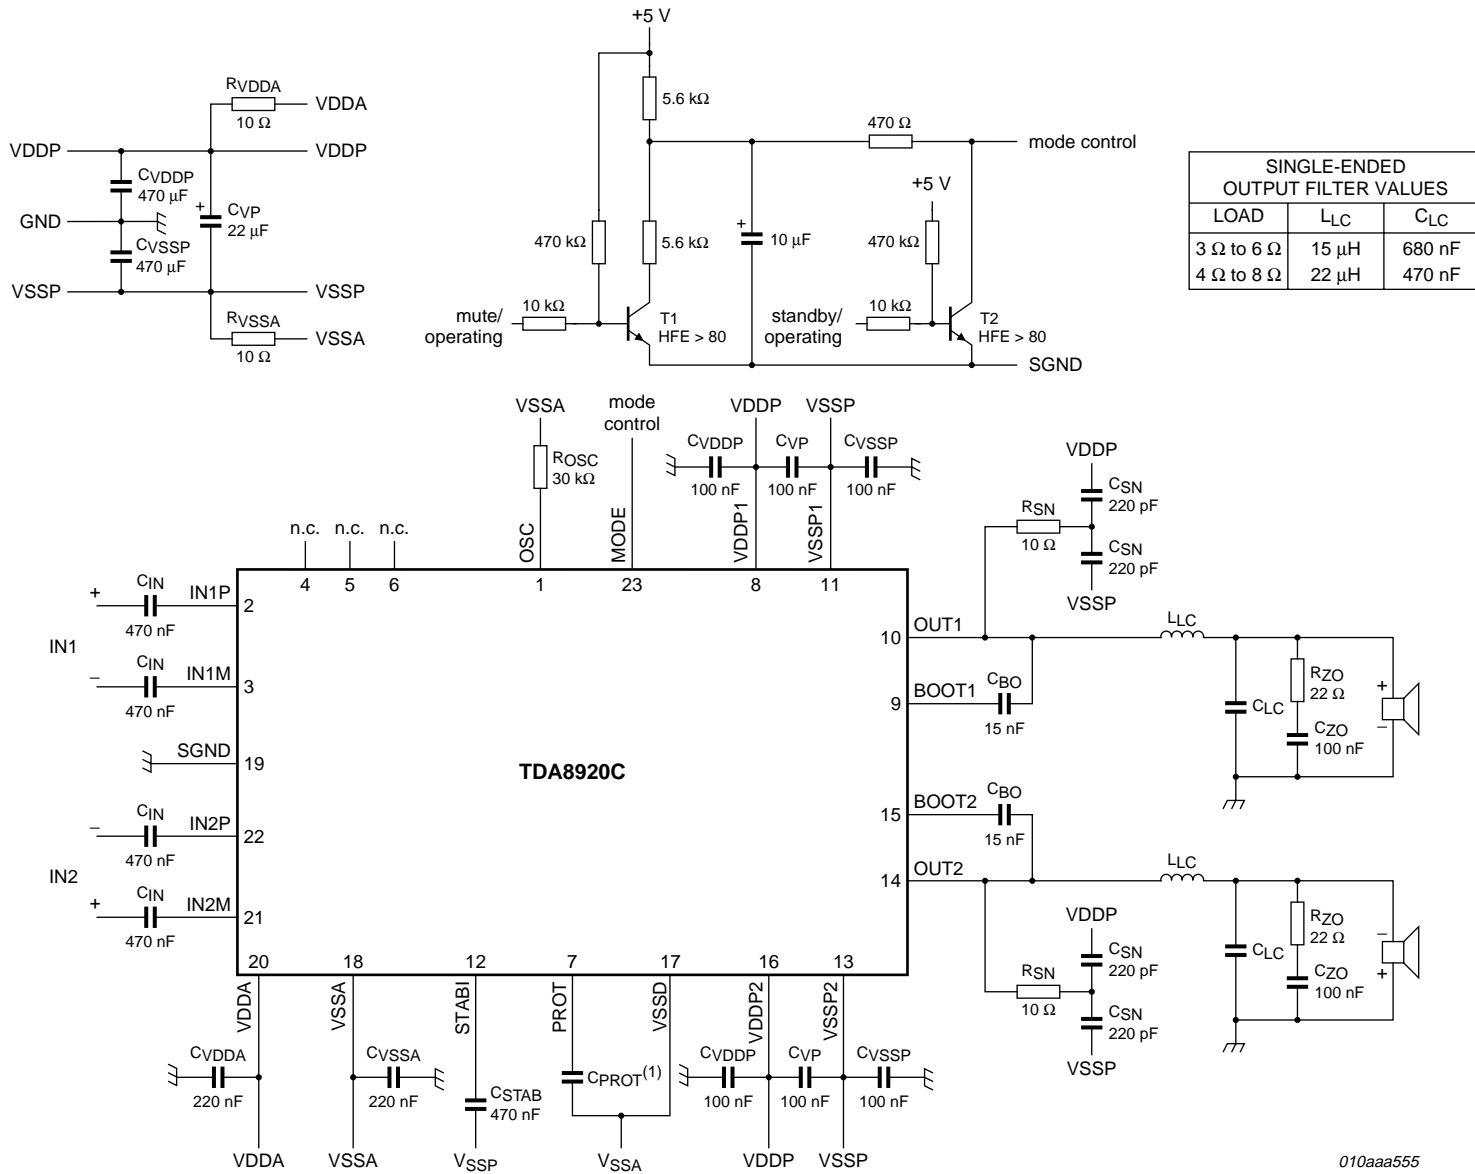 +5 V
RVDDA
10 Ω
VDDA
VDDP
VDDP
CVDDP
470 μF
GND
CVP
22 μF
+
CVSSP
470 μF
VSSP
VSSP
RVSSA
10 Ω
VSSA
5.6 kΩ
470 Ω
mode control
+5 V
470 kΩ
5.6 kΩ
+
10 μF
470 kΩ
mute/
operating
10 kΩ
T1
HFE > 80
standby/
operating
10 kΩ
T2
HFE > 80
SGND
SINGLE-ENDED
OUTPUT FILTER VALUES
LOAD LLC CLC
3 Ω to 6 Ω 15 μH 680 nF
4 Ω to 8 Ω 22 μH 470 nF
VSSA
ROSC
30 kΩ
OSC
1
mode
control
MODE
23
VDDP
VSSP
CVDDP
100 nF
CVP
100 nF
CVSSP
100 nF
VDDP1
8
VSSP1
11
n.c.
n.c.
n.c.
4
5
6
VDDP
CSN
220 pF
RSN
10 Ω
CSN
220 pF
VSSP
IN1
+
CIN
470 nF
IN1P
2
−
CIN
470 nF
IN1M
3
SGND
19
IN2
−
CIN
470 nF
IN2P
22
+
CIN
470 nF
IN2M
21
TDA8920C
10
OUT1
LLC
9
BOOT1
CBO
15 nF
CLC
RZO
22 Ω
CZO
100 nF
+
−
15
BOOT2
CBO
15 nF
14
OUT2
LLC
VDDP
CSN
220 pF
RSN
10 Ω
CSN
220 pF
VSSP
CLC
RZO
22 Ω
CZO
100 nF
−
+
20
VDDA
CVDDA
220 nF
VDDA
18
VSSA
CVSSA
220 nF
VSSA
12
STABI
CSTAB
470 nF
VSSP
7
PROT
CPROT(1)
17
VSSD
VSSA
16
VDDP2
13
VSSP2
CVDDP
100 nF
CVP
100 nF
CVSSP
100 nF
VDDP
VSSP
010aaa555